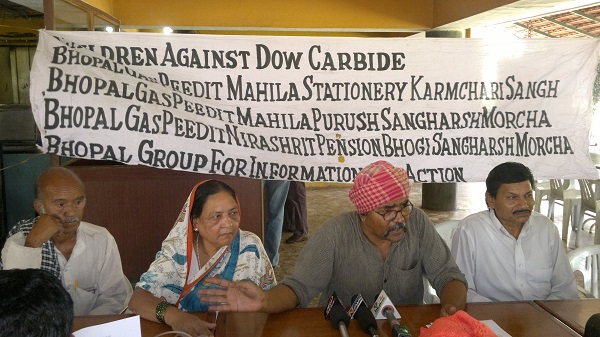 CHILDREN AGAINST DOW CARBIDE
BHOPAL GAS PEEDIT MAHILA STATIONERY KARMCHARI SANGH
BHOPAL GAS PEEDIT MAHILA PURUSH SANGHARSH MORCHA
BHOPAL GAS PEEDIT NIRASHRIT PENSION BHOGI SANGHARSH MORCHA
BHOPAL GROUP FOR INFORMATION ACTION